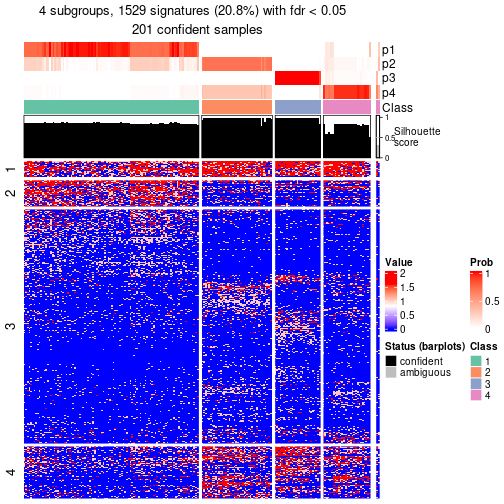 4 subgroups, 1529 signatures (20.8%) with fdr < 0.05
201 confident samples
p1
p2
p3
p4
Class
1
0.5
0
Silhouette
score
1
2
3
4
Value
2
1.5
1
0.5
0
Prob
1
0.5
0
Status (barplots)
confident
ambiguous
Class
1
2
3
4